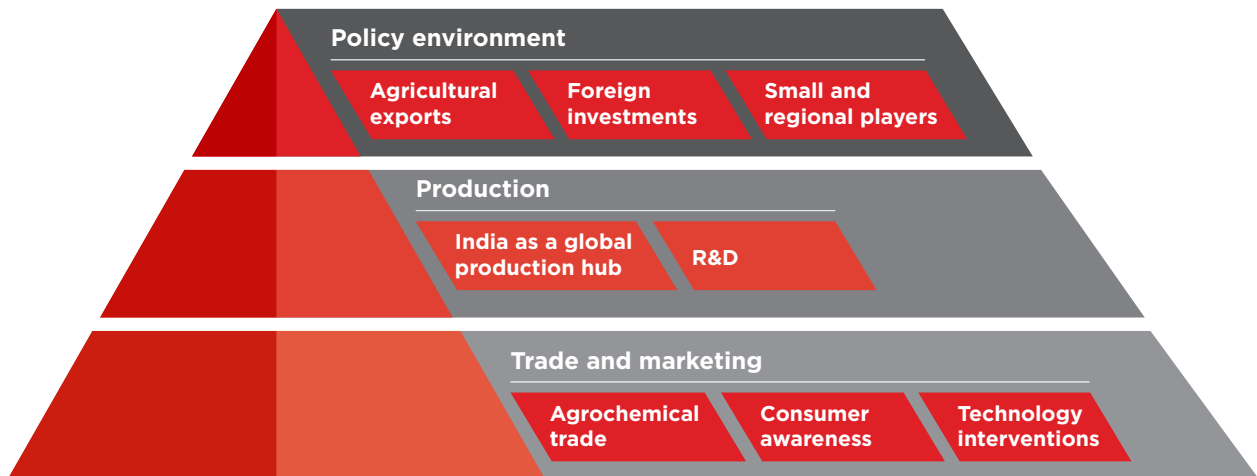 Policy environment
Agricultural
exports
Foreign
investments
Small and
regional players
Production
India as a global
production hub
R&D
Trade and marketing
Agrochemical
trade
Consumer
awareness
Technology
interventions